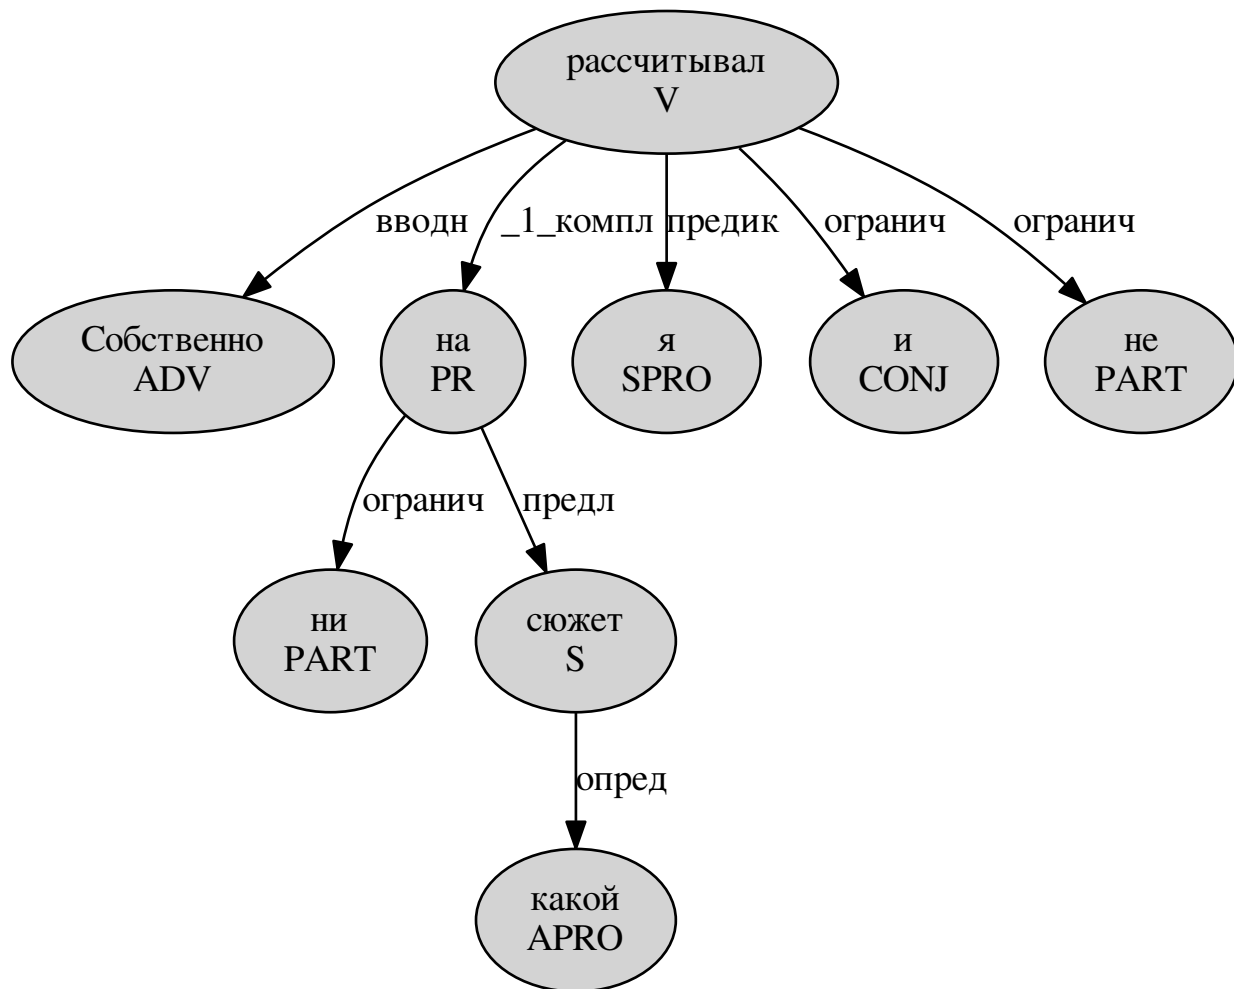 рассчитывал
V
вводн
_1_компл
предик
огранич
огранич
Собственно
ADV
на
PR
я
SPRO
и
CONJ
не
PART
огранич
предл
ни
PART
сюжет
S
опред
какой
APRO